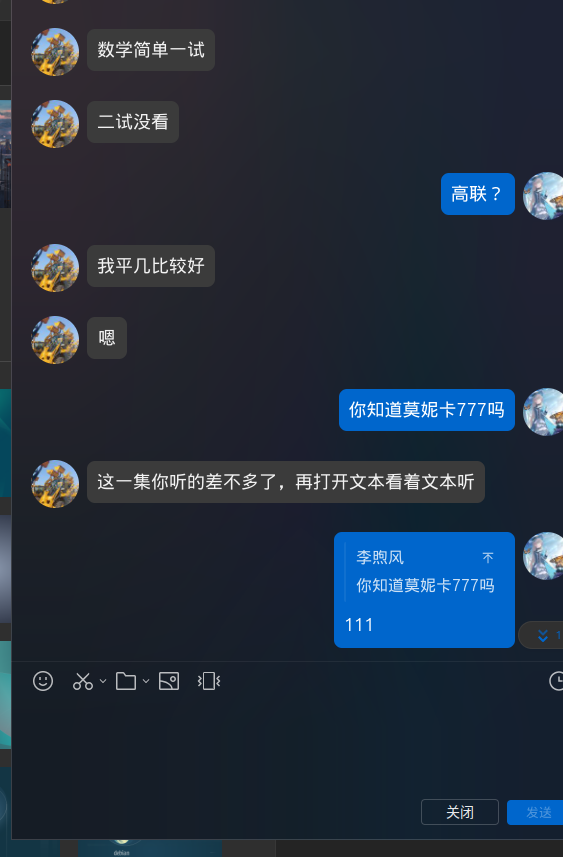 数学简单一试
二试没看
高联？
我平几比较好
嗯
你知道莫妮卡777吗
这一集你听的差不多了，再打开文本看着文本听
李煦风
你知道莫妮卡777吗
111
1
关闭
发送
debian